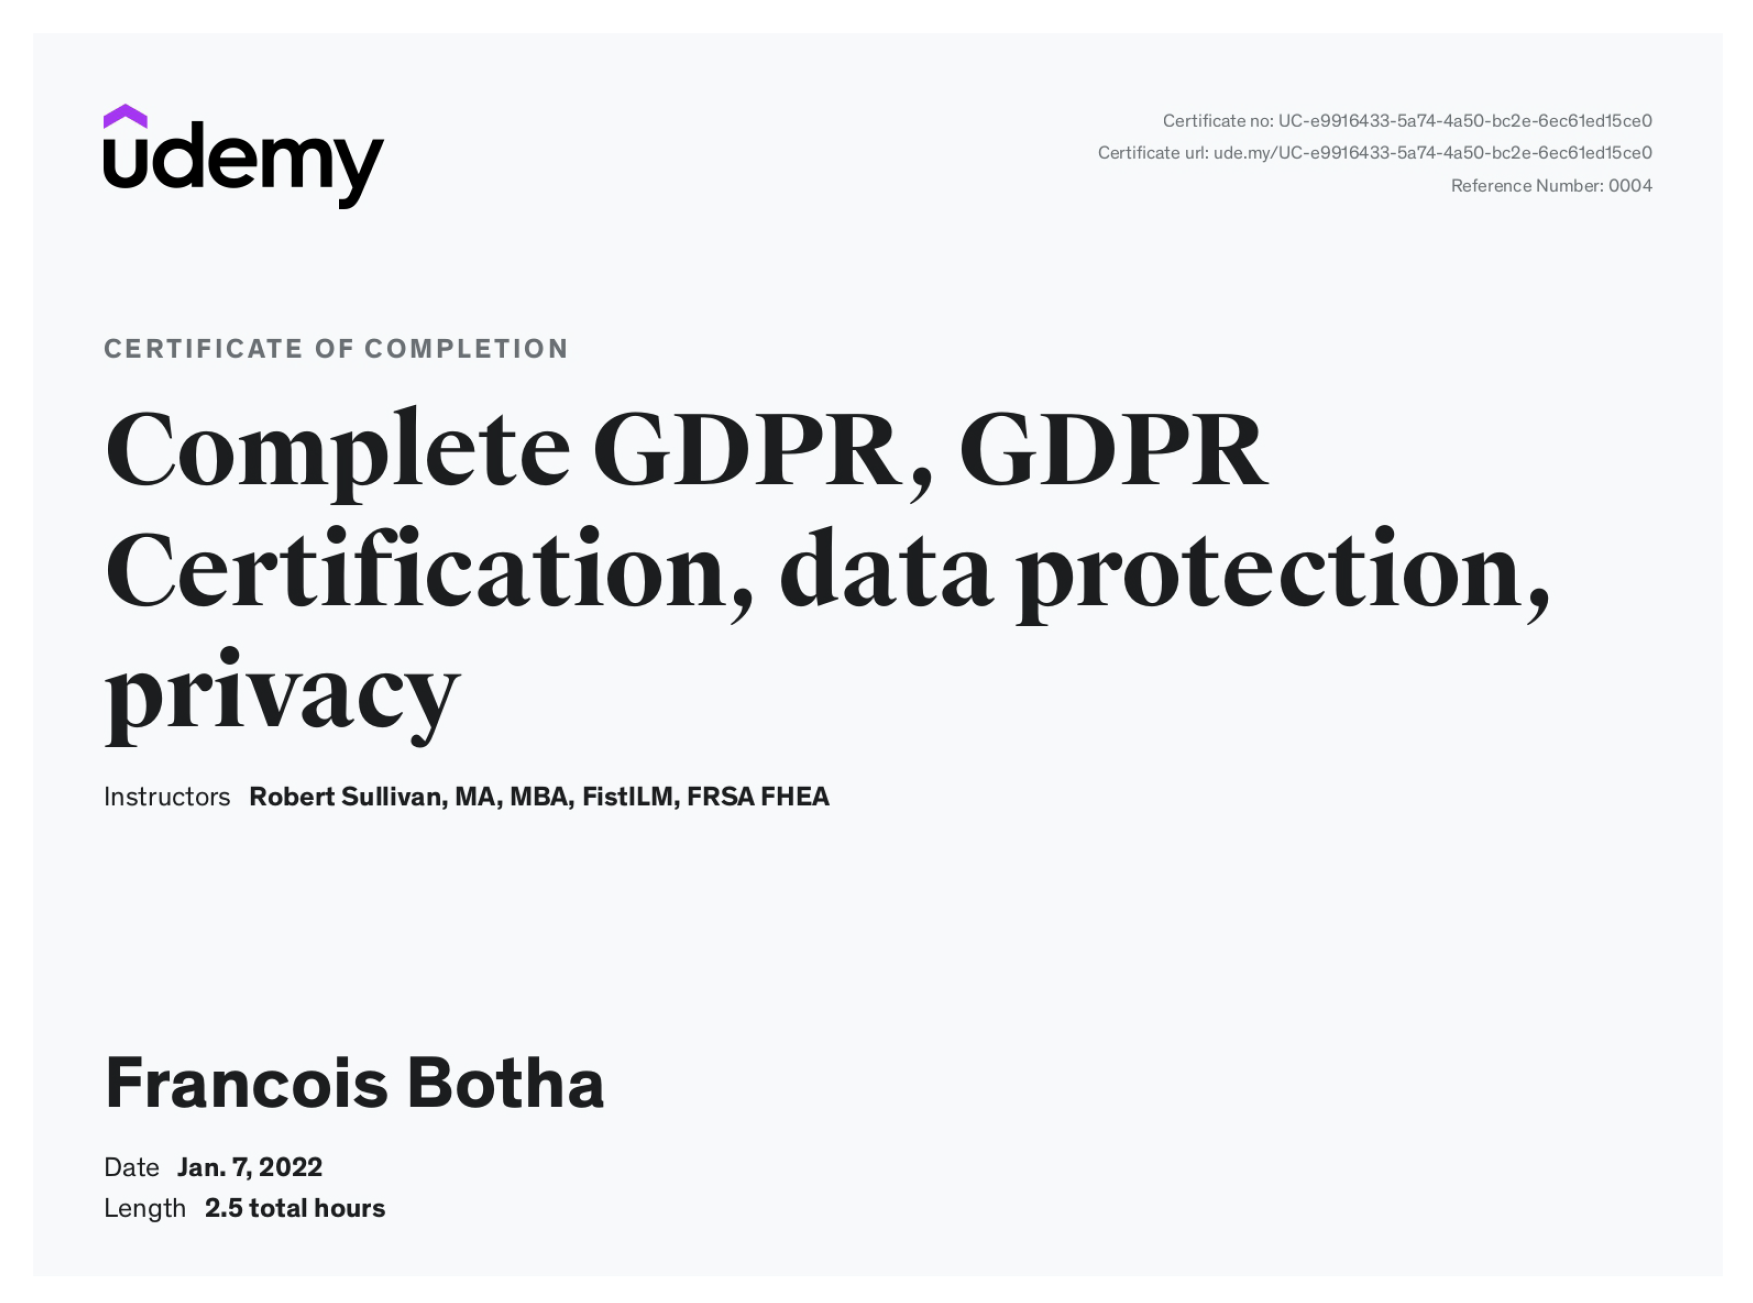 udemy
Certificate no: UC-e9916433-5a74-4a50-bc2e-6ec61ed15ce0
Certificate url: ude.my/UC-e9916433-5a74-4a50-bc2e-6ec61ed15ce0
Reference Number: 0004
CERTIFICATE OF COMPLETION
Complete GDPR, GDPR
Certification, data protection,
privacy
Instructors Robert Sullivan, MA, MBA, FistILM, FRSA FHEA
Francois Botha
Date Jan. 7, 2022
Length 2.5 total hours